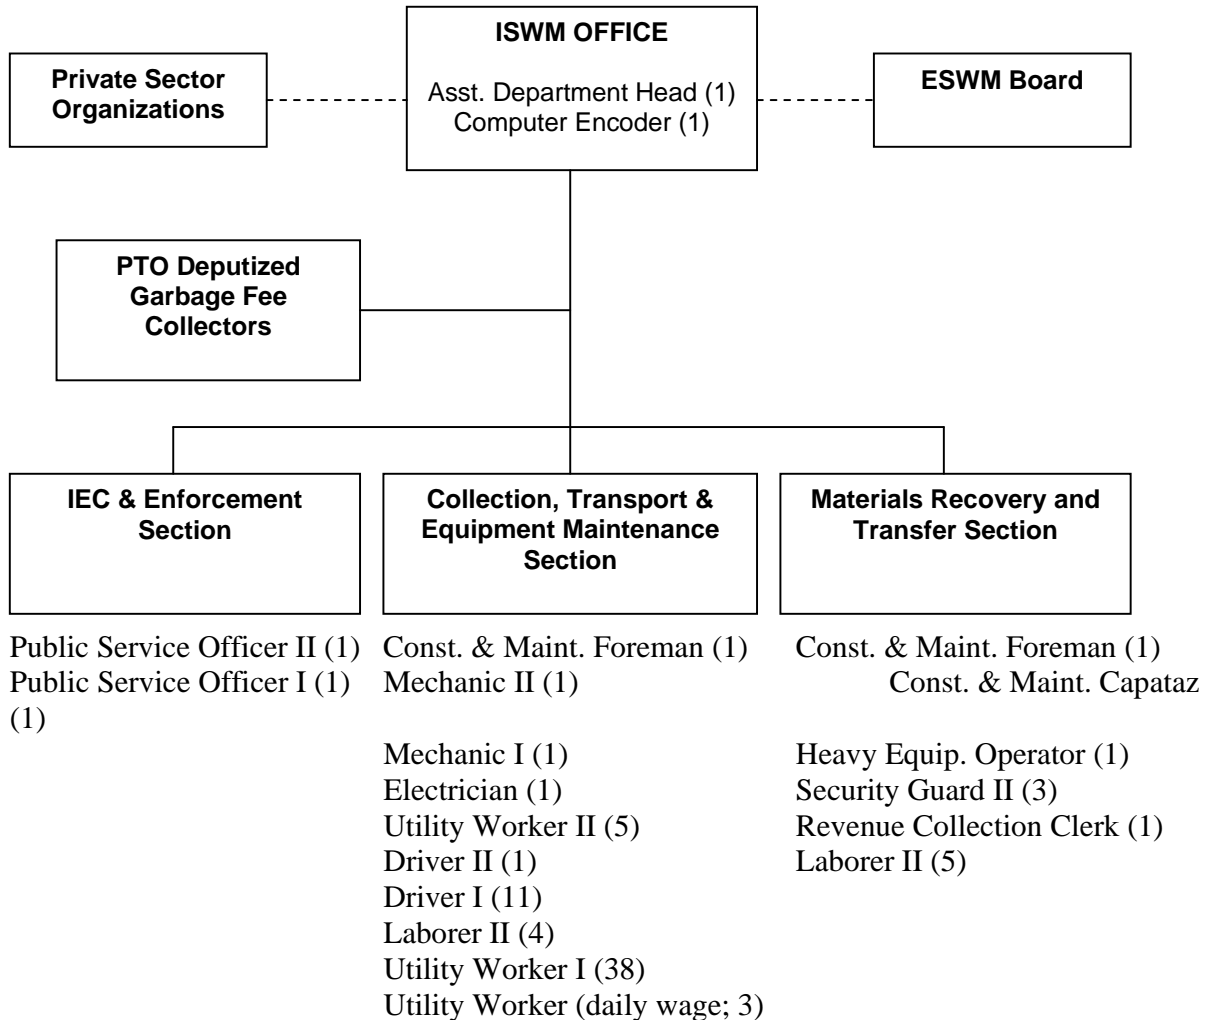 ISWM OFFICE
Asst. Department Head (1)
Computer Encoder (1)
Private Sector
Organizations
ESWM Board
PTO Deputized
Garbage Fee
Collectors
IEC & Enforcement
Section
Collection, Transport &
Equipment Maintenance
Section
Materials Recovery and
Transfer Section
Public Service Officer II (1) Const. & Maint. Foreman (1) Const. & Maint. Foreman (1)
Public Service Officer I (1) Mechanic II (1) Const. & Maint. Capataz
(1)
Mechanic I (1) Heavy Equip. Operator (1)
Electrician (1) Security Guard II (3)
Utility Worker II (5) Revenue Collection Clerk (1)
Driver II (1) Laborer II (5)
Driver I (11)
Laborer II (4)
Utility Worker I (38)
Utility Worker (daily wage; 3)